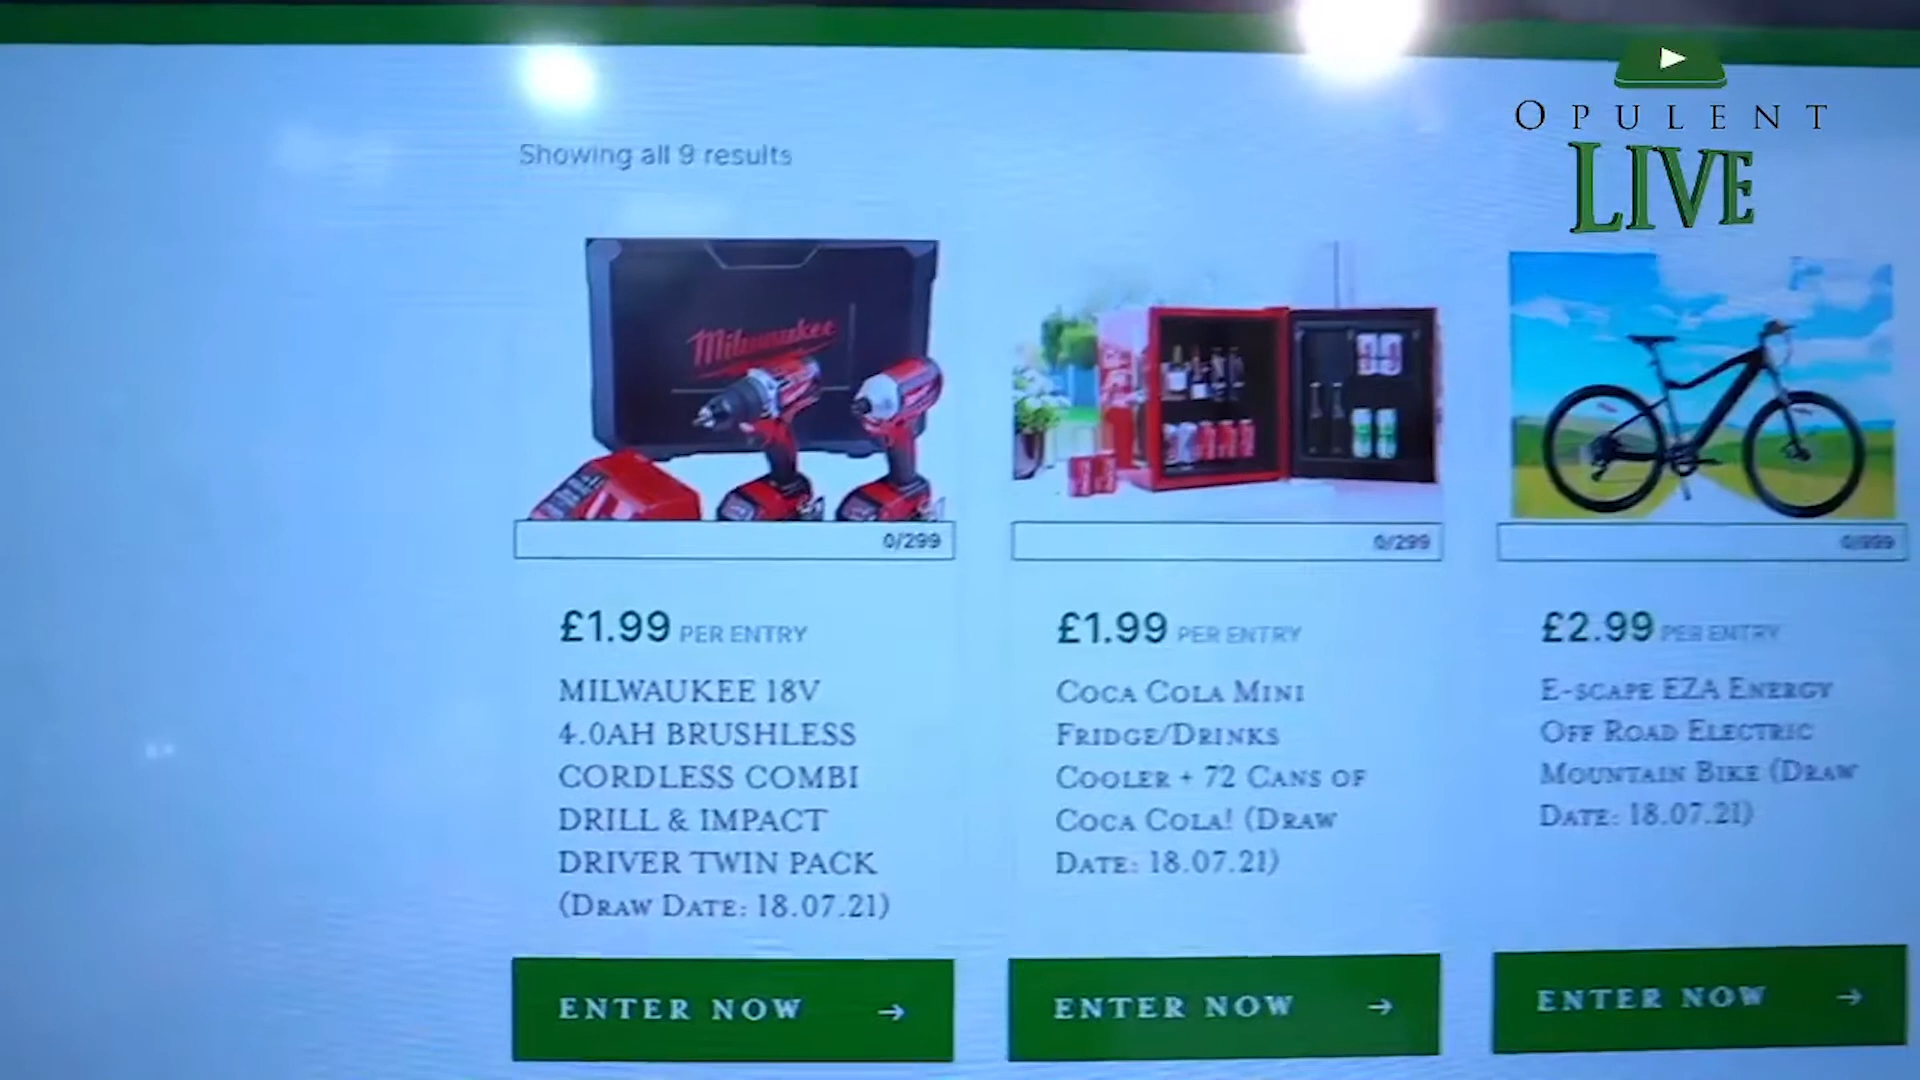 OPULENT
LIVE
Showing all 9 results
Milwaukee
0/299
0/299
£1.99 PER ENTRY
MILWAUKEE 18V
4.0AH BRUSHLESS
CORDLESS COMBI
DRILL & IMPACT
DRIVER TWIN PACK
(DRAW DATE: 18.07.21)
ENTER NOW →
£1.99 PER ENTRY
COCA COLA MINI
FRIDGE/DRINKS
COOLER + 72 CANS OF
COCA COLA! (DRAW
DATE: 18.07.21)
ENTER NOW →
£2.99 PER ENTRY
E-SCAPE EZA ENERGY
OFF ROAD ELECTRIC
MOUNTAIN BIKE (DRAW
DATE: 18.07.21)
ENTER NOW →